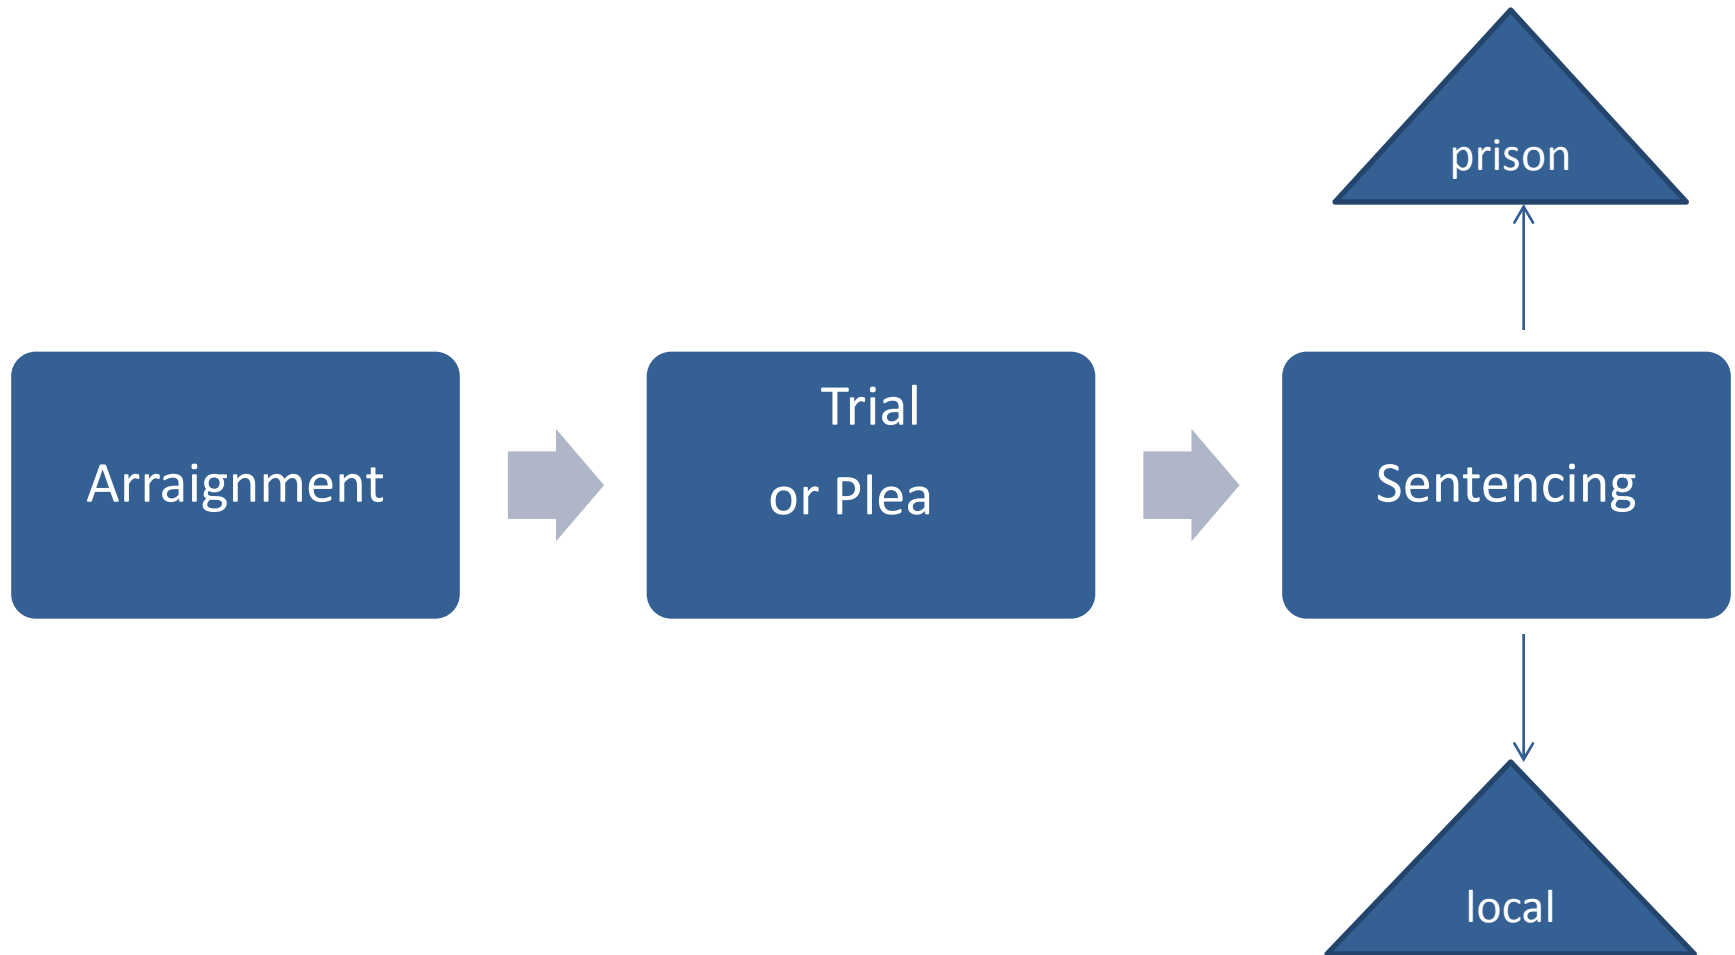 prison
Arraignment
Trial
or Plea
Sentencing
local